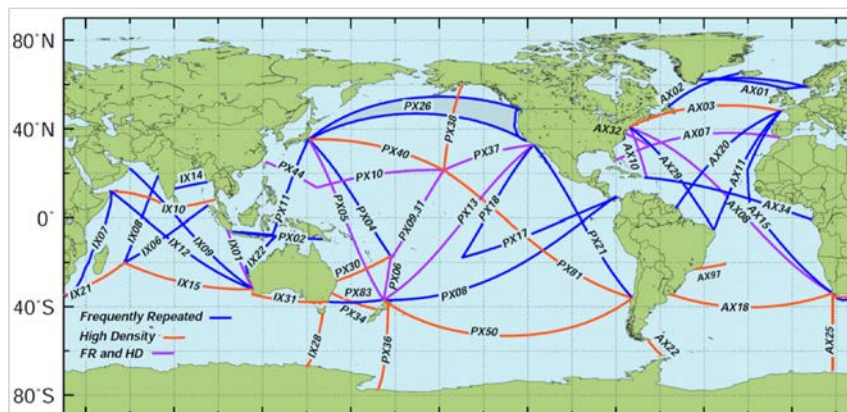 80°N
40°N
0°
40°S
80°S
PX26
PX38
PX40
PX37
PX44
PX10
PX05
PX04
PX09,31
PX13
PX18
PX17
PX21
PX11
PX02
PX30
PX06
PX83
PX34
PX08
PX81
PX50
PX36
IX14
IX10
IX07
IX08
IX06
IX12
IX09
IX01
IX22
IX21
IX15
IX31
IX28
AX01
AX02
AX03
AX32
AX07
AX10
AX29
AX20
AX11
AX08
AX15
AX34
AX97
AX18
AX22
AX25
Frequently Repeated
High Density
FR and HD